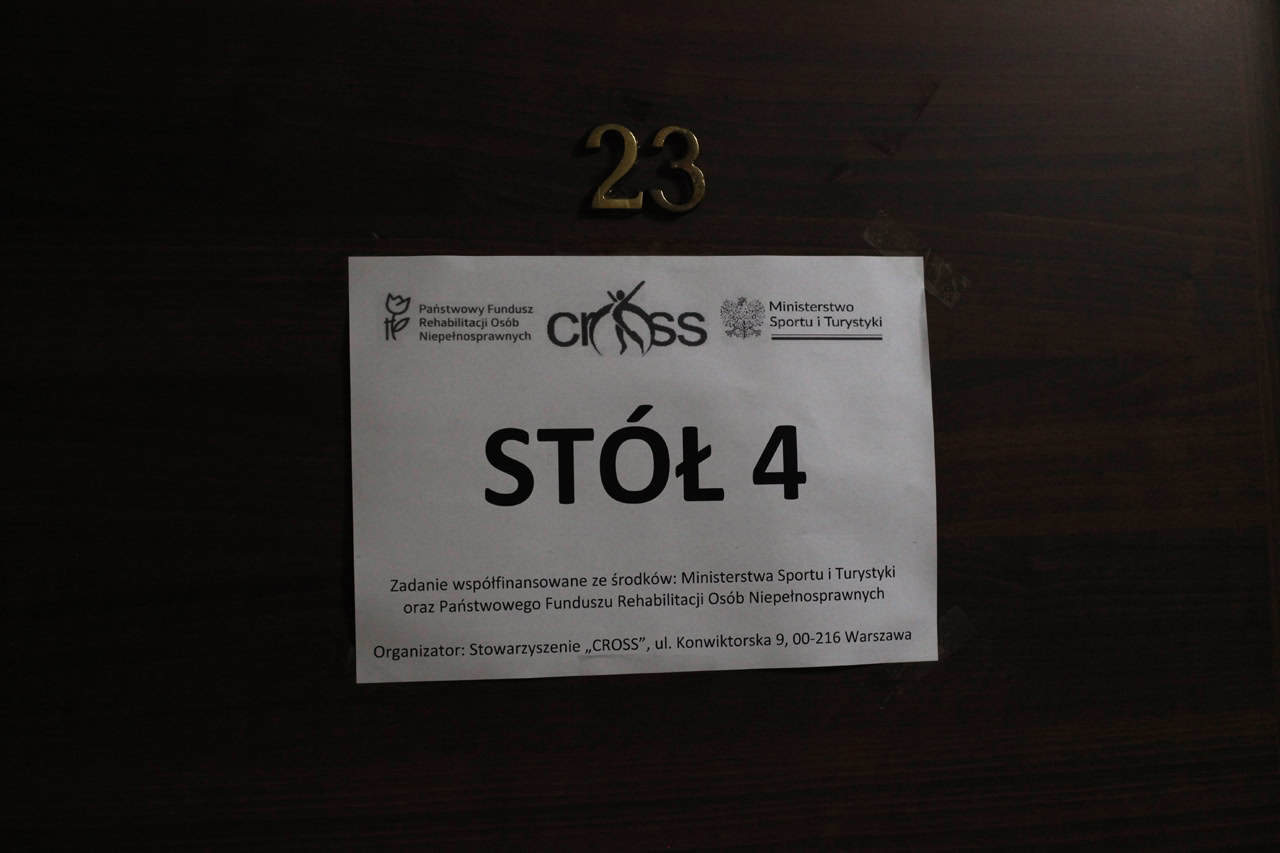 23
Państwowy Fundusz
Rehabilitacji Osób
Niepełnosprawnych
cross
Ministerstwo
Sportu i Turystyki
STÓŁ 4
Zadanie współfinansowane ze środków: Ministerstwa Sportu i Turystyki
oraz Państwowego Funduszu Rehabilitacji Osób Niepełnosprawnych
Organizator: Stowarzyszenie „CROSS”, ul. Konwiktorska 9, 00-216 Warszawa